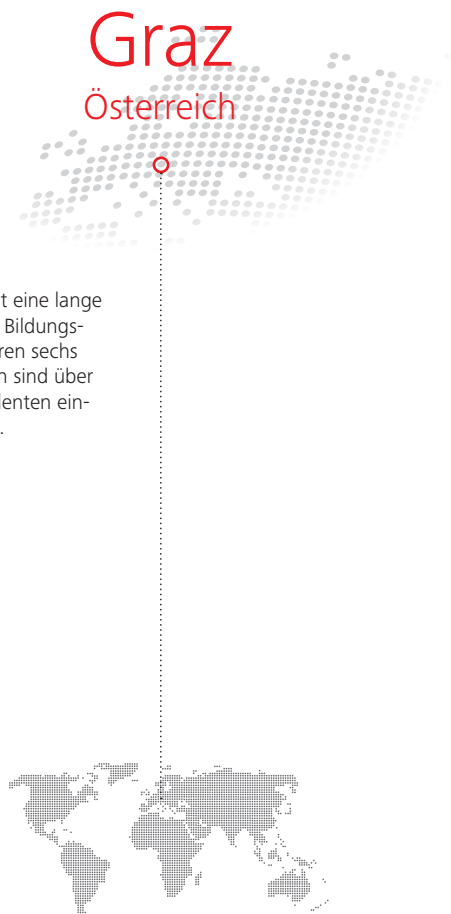 Graz
Österreich
t eine lange
Bildungs-
ren sechs
n sind über
denten ein-
.